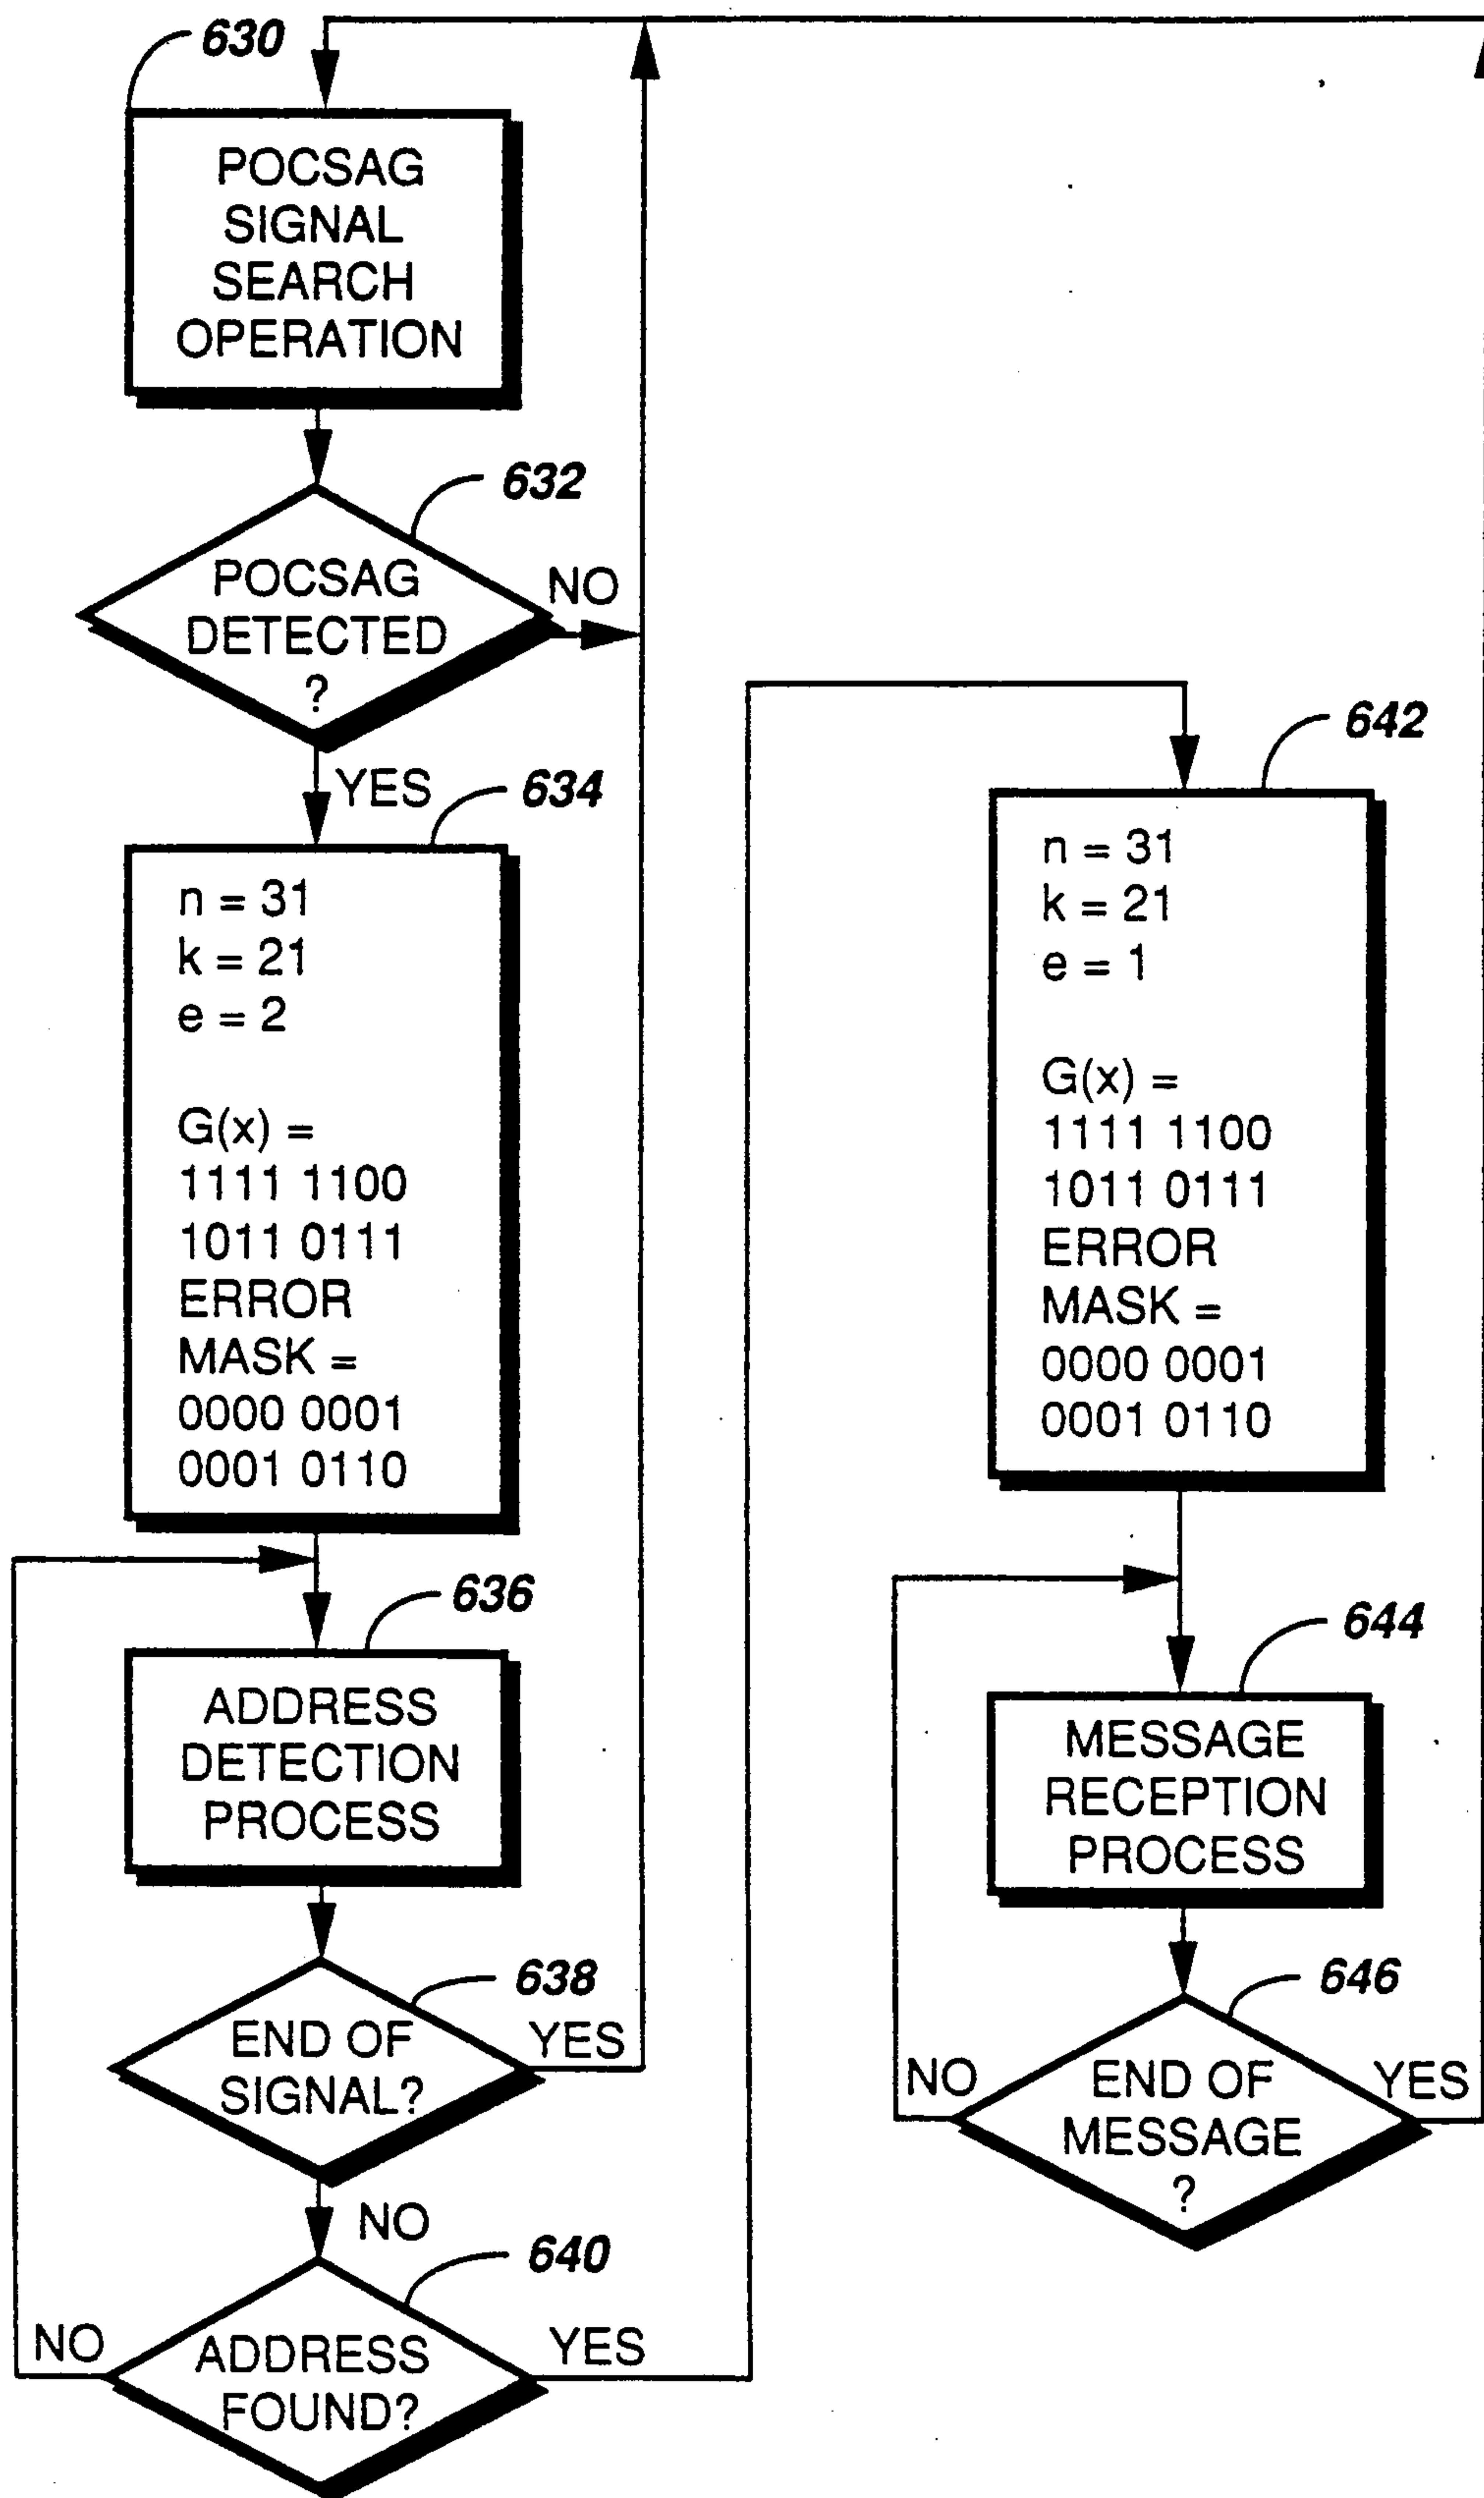 630
POCSAG
SIGNAL
SEARCH
OPERATION
632
POCSAG
DETECTED
?
NO
YES
634
n = 31
k = 21
e = 2
G(x) =
1111 1100
1011 0111
ERROR
MASK =
0000 0001
0001 0110
636
ADDRESS
DETECTION
PROCESS
638
END OF
SIGNAL?
YES
NO
640
ADDRESS
FOUND?
NO
YES
642
n = 31
k = 21
e = 1
G(x) =
1111 1100
1011 0111
ERROR
MASK =
0000 0001
0001 0110
644
MESSAGE
RECEPTION
PROCESS
646
END OF
MESSAGE
?
NO
YES